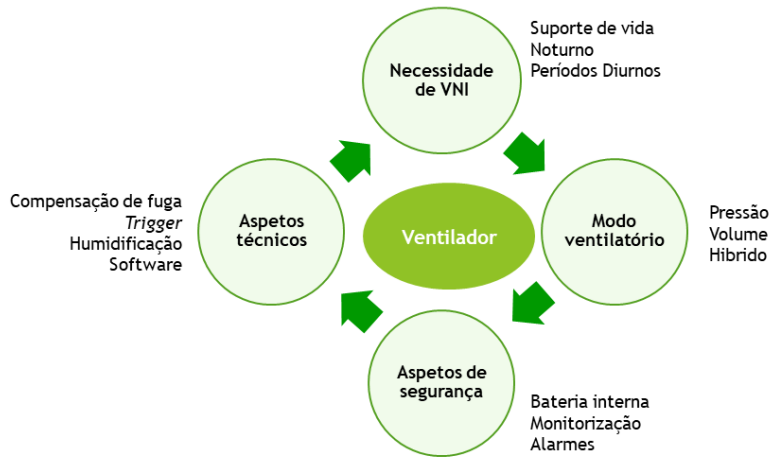 Necessidade
de VNI
Suporte de vida
Noturno
Períodos Diurnos
Compensação de fuga
Trigger
Humidificação
Software
Aspetos
técnicos
Ventilador
Modo
ventilatório
Pressão
Volume
Hibrido
Aspetos de
segurança
Bateria interna
Monitorização
Alarmes